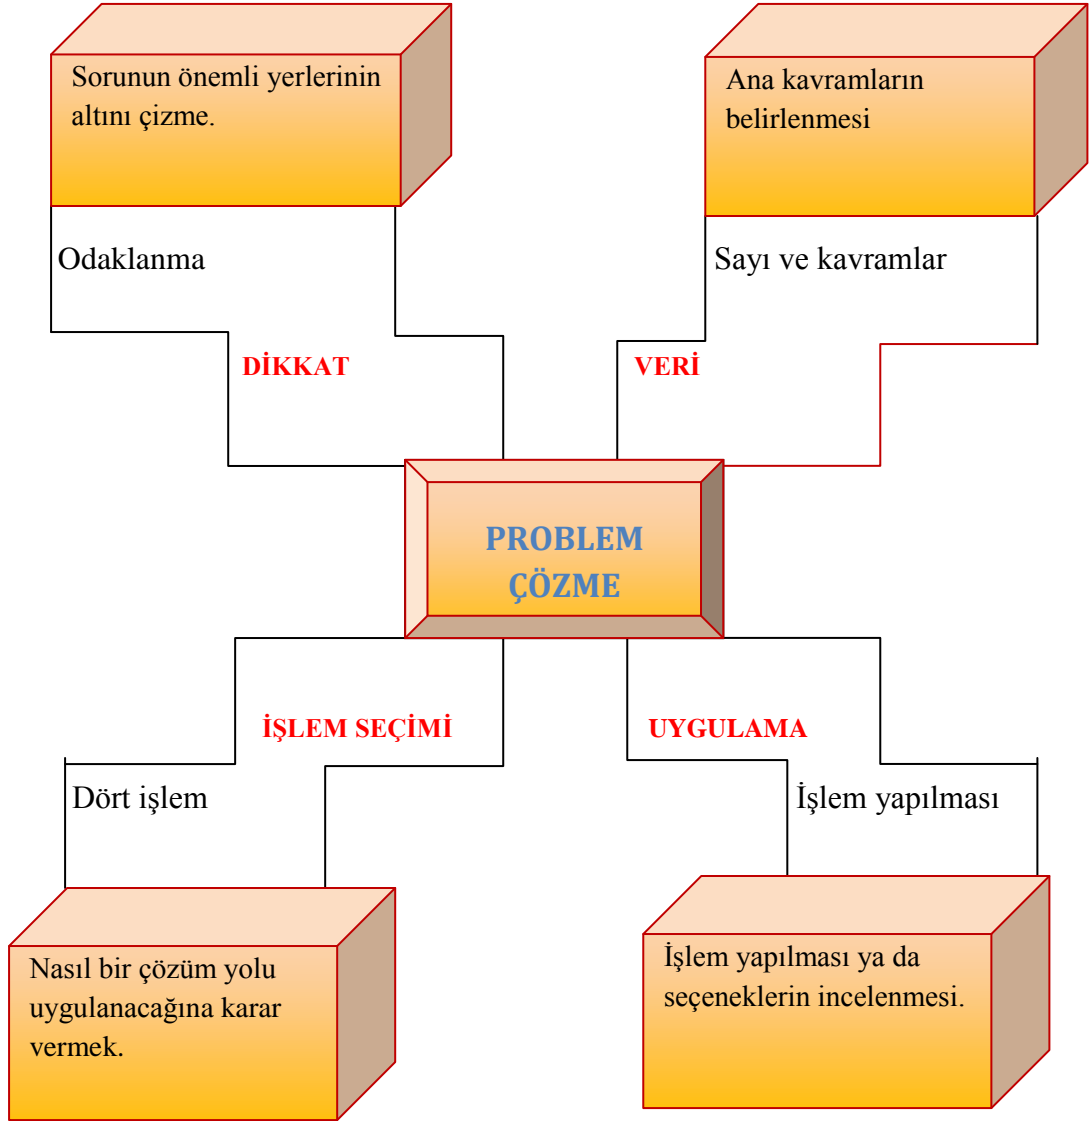 Sorunun önemli yerlerinin
altını çizme.
Ana kavramların
belirlenmesi
Odaklanma
Sayı ve kavramlar
DİKKAT
VERİ
PROBLEM
ÇÖZME
İŞLEM SEÇİMİ
UYGULAMA
Dört işlem
İşlem yapılması
Nasıl bir çözüm yolu
uygulanacağına karar
vermek.
İşlem yapılması ya da
seçeneklerin incelenmesi.